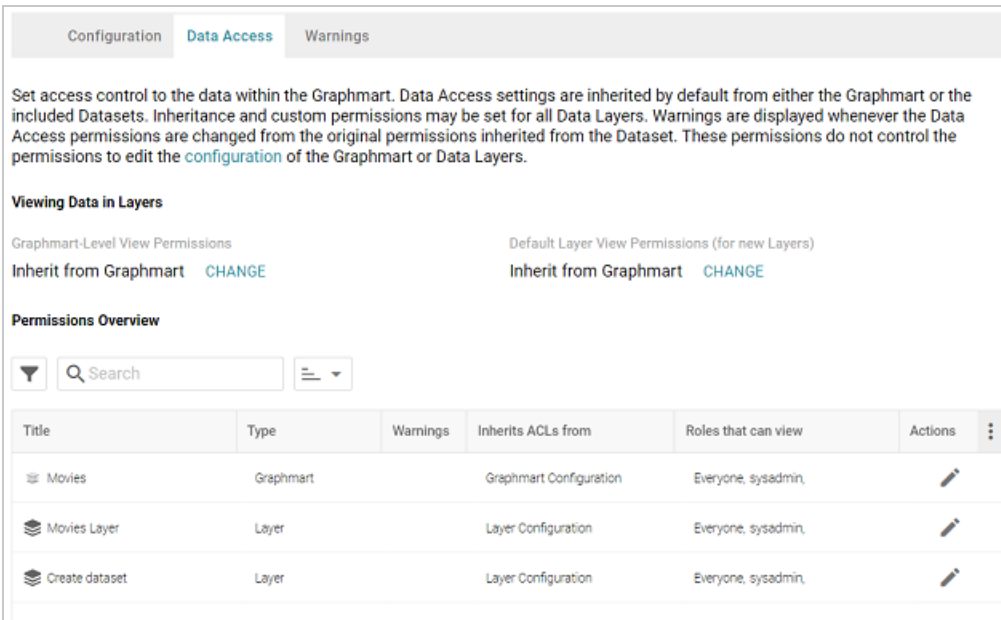 Configuration Data Access Warnings
Set access control to the data within the Graphmart. Data Access settings are inherited by default from either the Graphmart or the
included Datasets. Inheritance and custom permissions may be set for all Data Layers. Warnings are displayed whenever the Data
Access permissions are changed from the original permissions inherited from the Dataset. These permissions do not control the
permissions to edit the configuration of the Graphmart or Data Layers.
Viewing Data in Layers
Graphmart-Level View Permissions Default Layer View Permissions (for new Layers)
Inherit from Graphmart CHANGE Inherit from Graphmart CHANGE
Permissions Overview
Search
Title Type Warnings Inherits ACLs from Roles that can view Actions
Movies Graphmart Graphmart Configuration Everyone, sysadmin,
Movies Layer Layer Layer Configuration Everyone, sysadmin,
Create dataset Layer Layer Configuration Everyone, sysadmin,